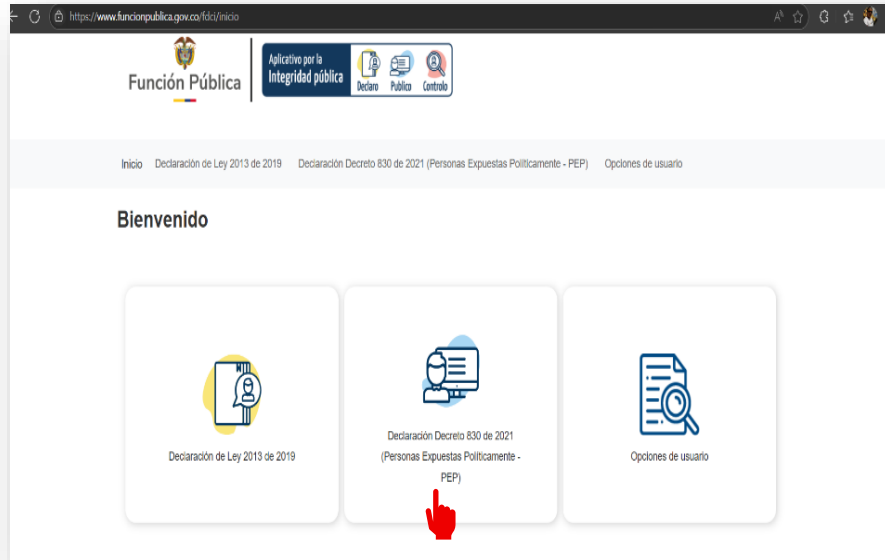 https://www.funcionpublica.gov.co/fdci/inicio
Función Pública
Aplicativo por la
Integridad pública
Declaro Publico Controlo
Inicio Declaración de Ley 2013 de 2019 Declaración Decreto 830 de 2021 (Personas Expuestas Políticamente - PEP) Opciones de usuario
Bienvenido
Declaración de Ley 2013 de 2019
Declaración Decreto 830 de 2021
(Personas Expuestas Políticamente -
PEP)
Opciones de usuario